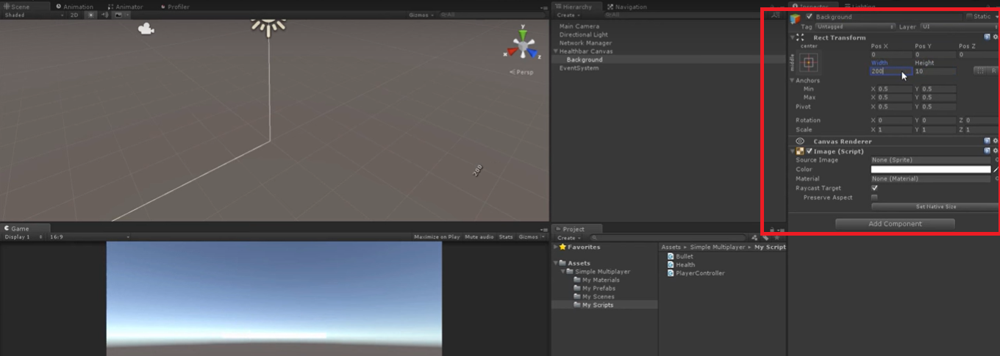 Scene Animation Animator Profiler
Shaded 2D Gizmos All
y
x z
Persp
200
Game
Display 1 16:9 Maximize on Play Mute audio Stats Gizmos
Hierarchy Navigation
Create All
Main Camera
Directional Light
Network Manager
Healthbar Canvas
Background
EventSystem
Project
Create
Favorites
Assets
Simple Multiplayer
My Materials
My Prefabs
My Scenes
My Scripts
Assets Simple Multiplayer My Script
Bullet
Health
PlayerController
Inspector Lighting
Background Static
Tag Untagged Layer UI
Rect Transform
center Pos X Pos Y Pos Z
middle 0 0 0
Width Height
200 10 R
Anchors
Min X 0.5 Y 0.5
Max X 0.5 Y 0.5
Pivot X 0.5 Y 0.5
Rotation X 0 Y 0 Z 0
Scale X 1 Y 1 Z 1
Canvas Renderer
Image (Script)
Source Image None (Sprite)
Color
Material None (Material)
Raycast Target
Preserve Aspect
Set Native Size
Add Component